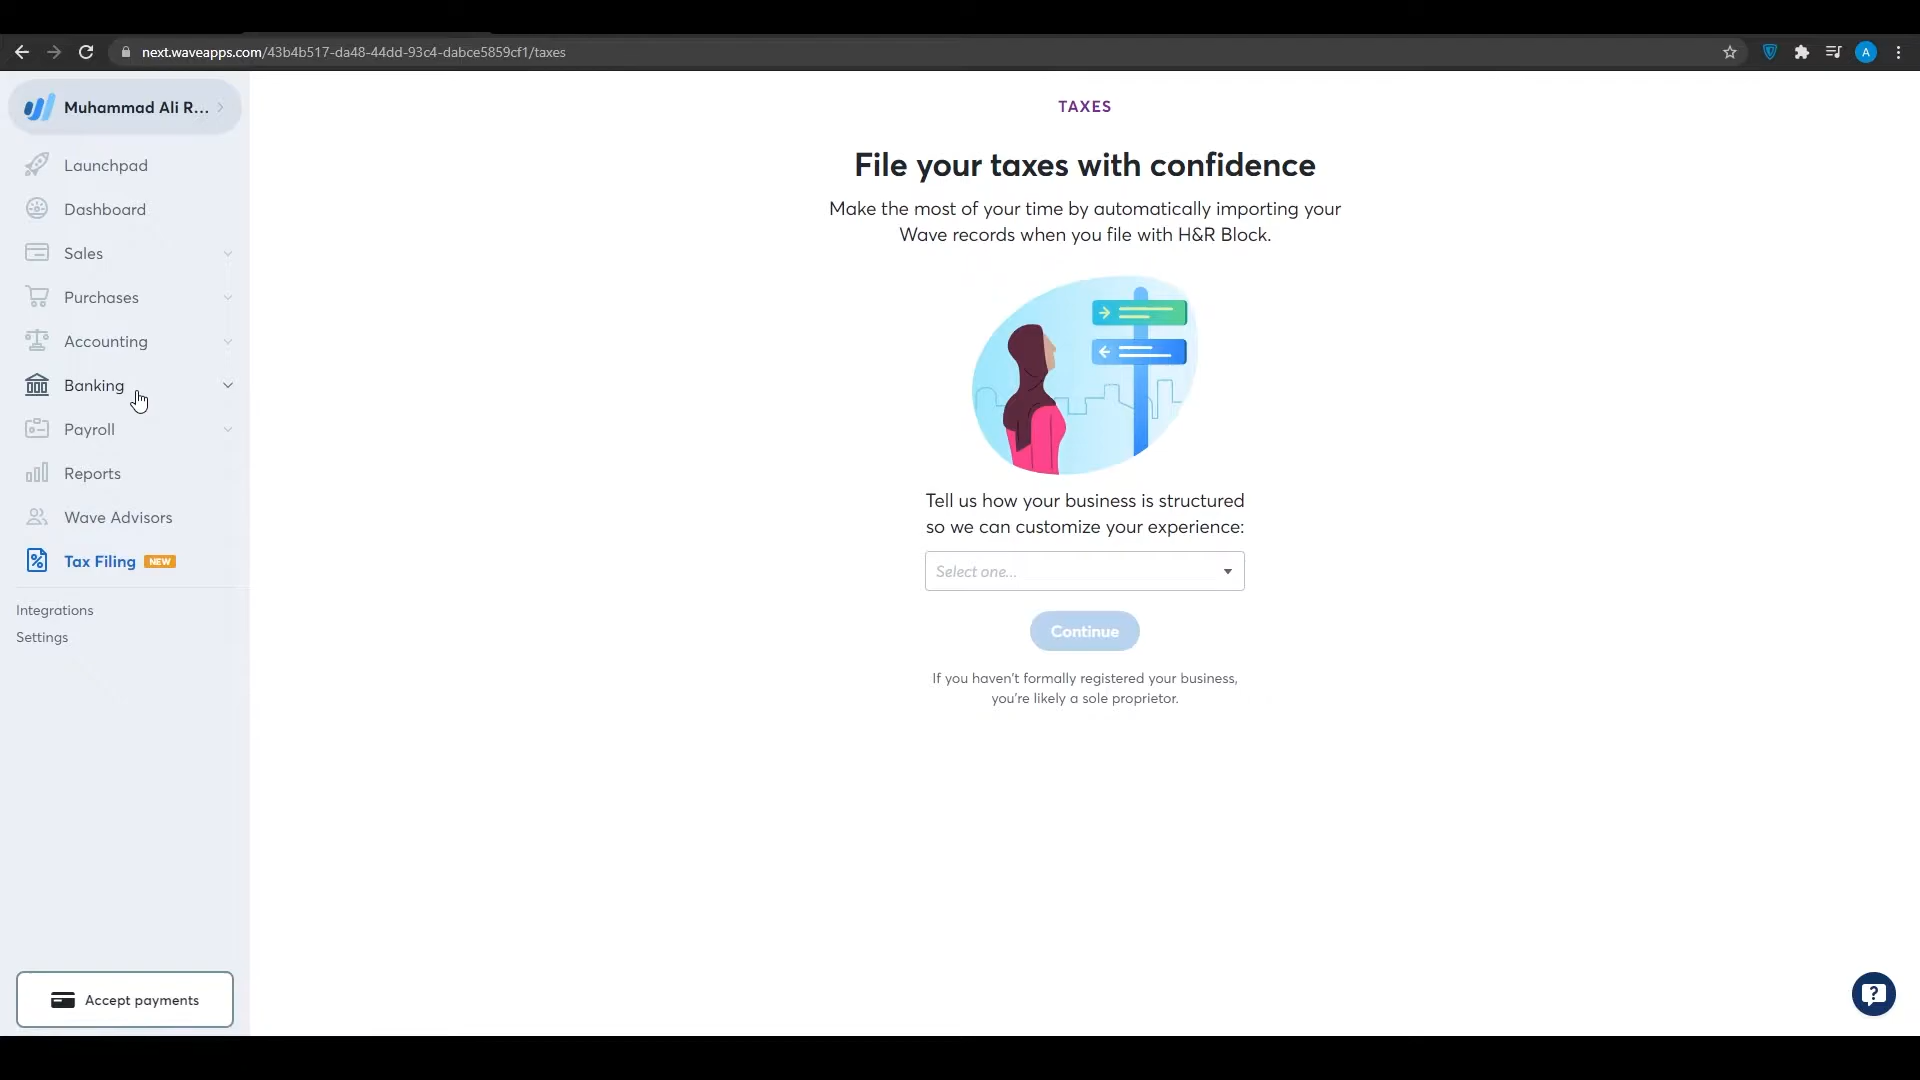 next.waveapps.com/43b4b517-da48-44dd-93c4-dabce5859cf1/taxes
A
Muhammad Ali R...
Launchpad
Dashboard
Sales
Purchases
Accounting
Banking
Payroll
Reports
Wave Advisors
Tax Filing NEW
Integrations
Settings
Accept payments
TAXES
File your taxes with confidence
Make the most of your time by automatically importing your
Wave records when you file with H&R Block.
Tell us how your business is structured
so we can customize your experience:
Select one...
Continue
If you haven't formally registered your business,
you're likely a sole proprietor.
?